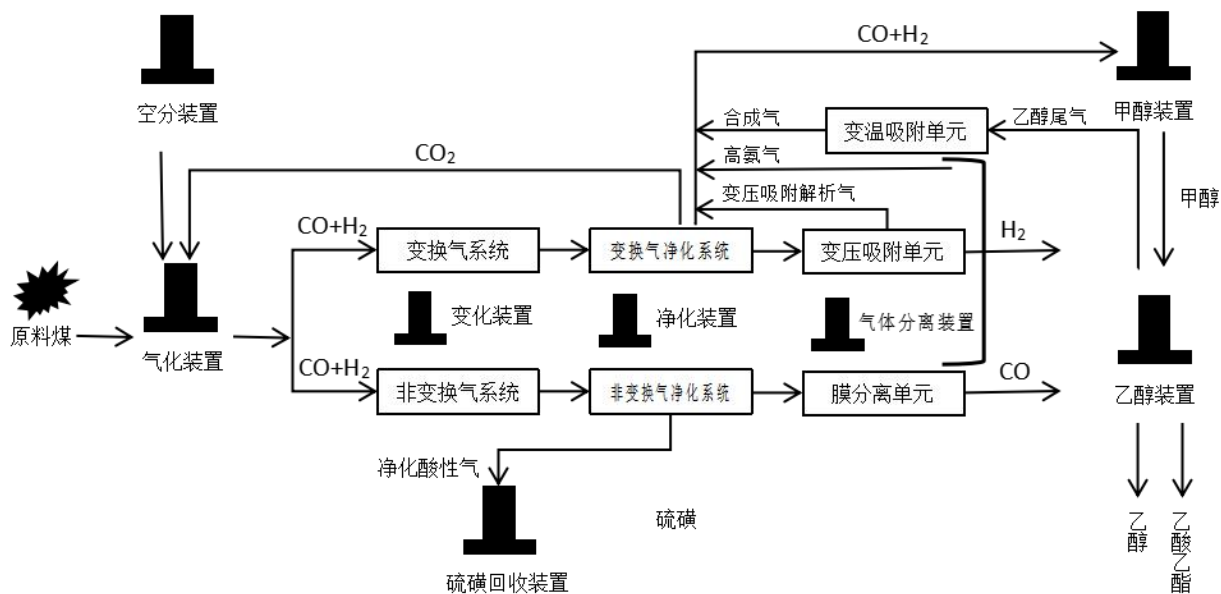 CO+H2
空分装置
甲醇装置
合成气
变温吸附单元
乙醇尾气
CO2
高氨气
变压吸附解析气
甲醇
CO+H2
变换气系统
变换气净化系统
变压吸附单元
H2
原料煤
气化装置
变化装置
净化装置
气体分离装置
CO+H2
非变换气系统
非变换气净化系统
膜分离单元
CO
乙醇装置
净化酸性气
硫磺
硫磺回收装置
乙醇
乙酸乙酯